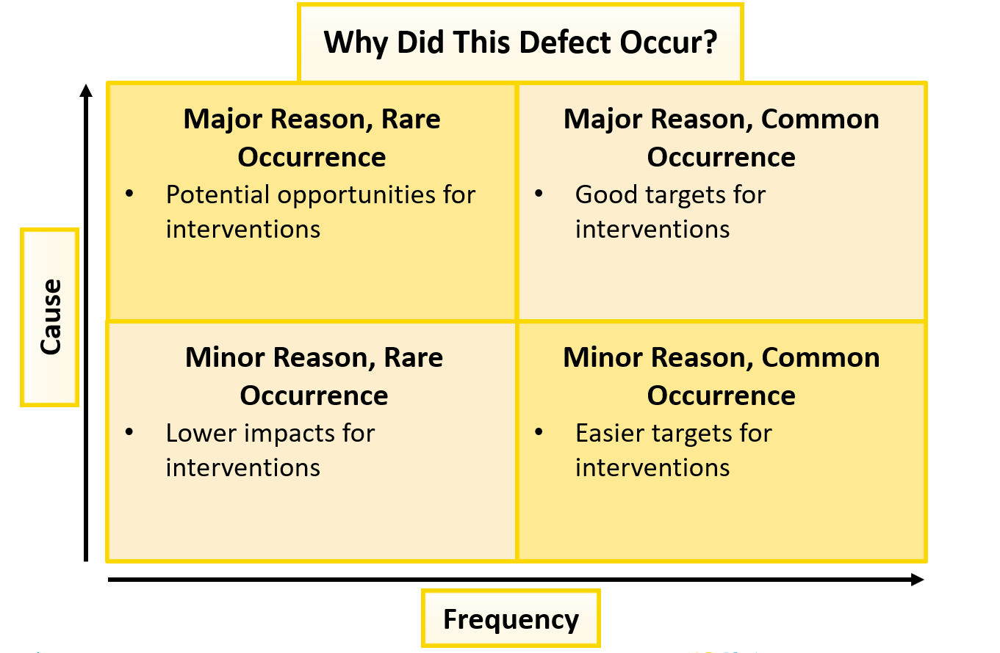 Why Did This Defect Occur?
Major Reason, Rare
Occurrence
• Potential opportunities for
interventions
Major Reason, Common
Occurrence
• Good targets for
interventions
Cause
Minor Reason, Rare
Occurrence
• Lower impacts for
interventions
Minor Reason, Common
Occurrence
• Easier targets for
interventions
Frequency